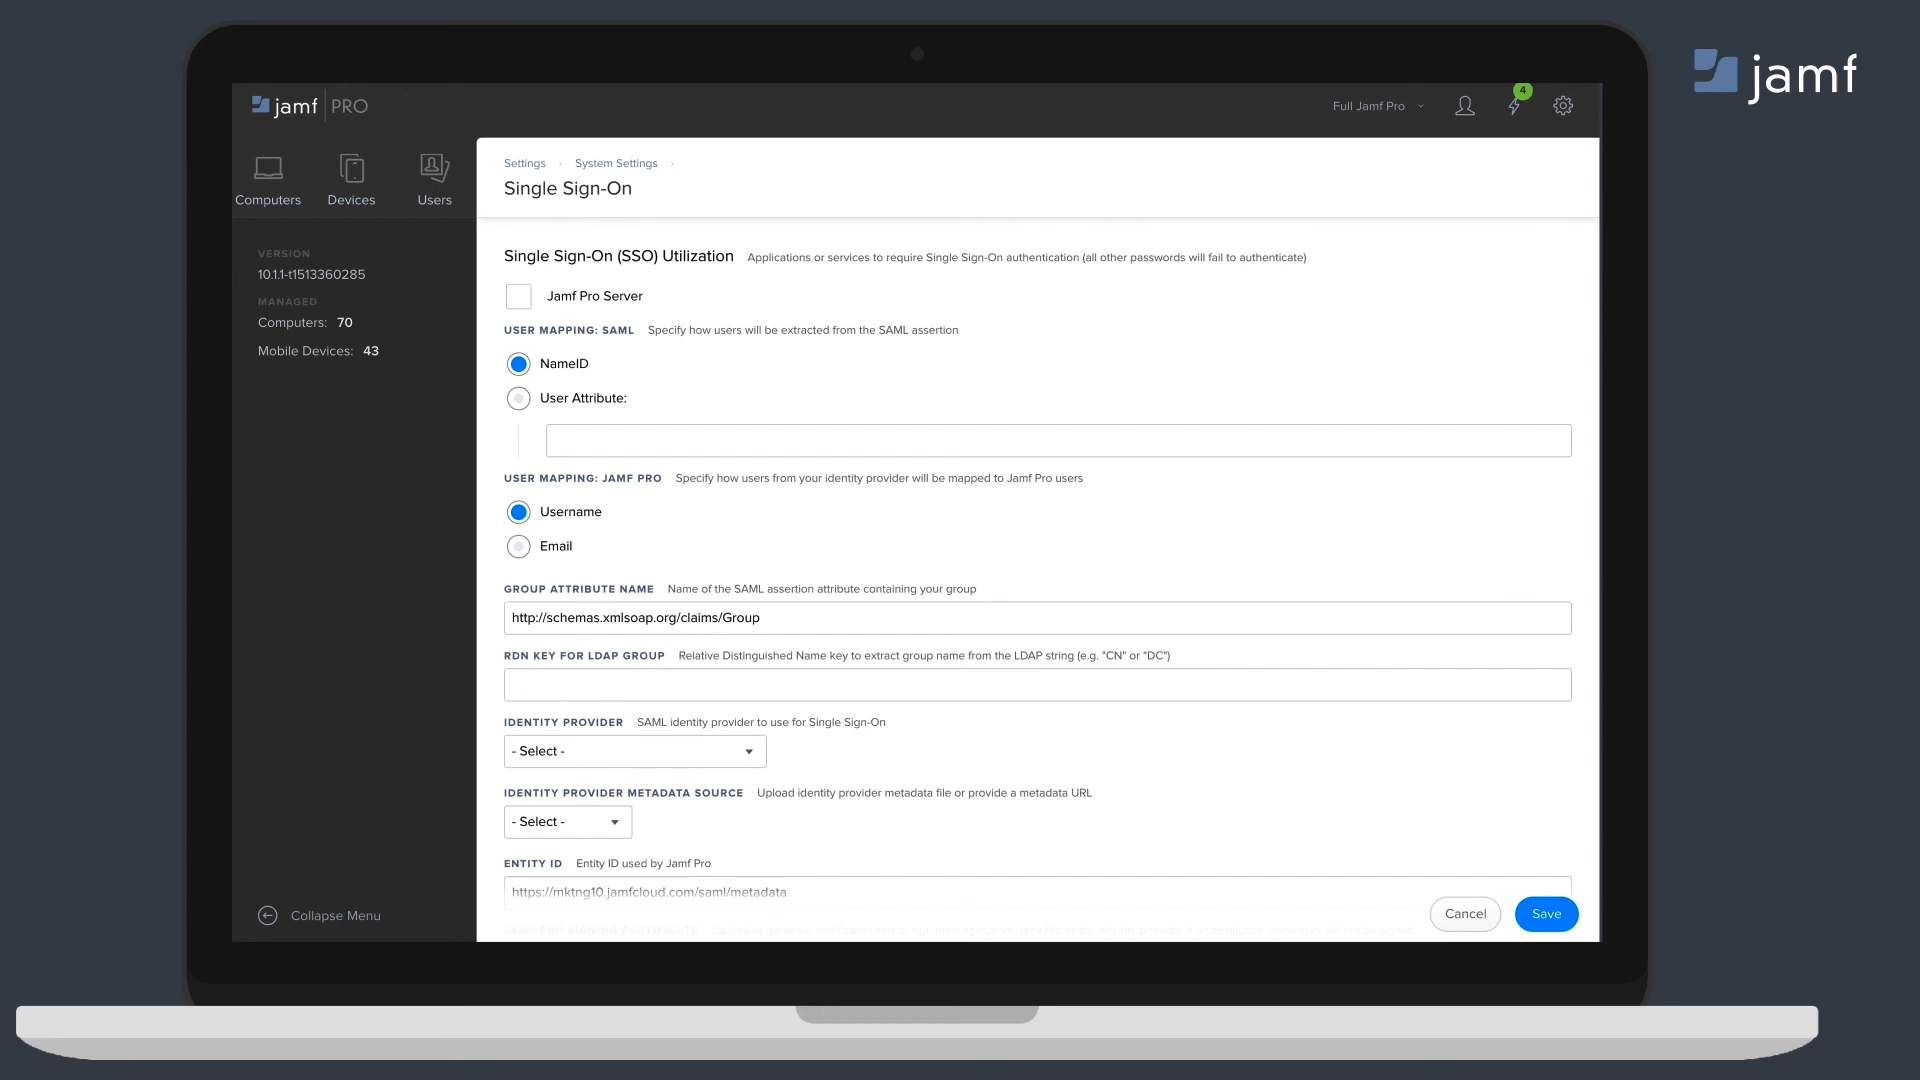 jamf
jamf PRO
Full Jamf Pro
4
Computers
Devices
Users
VERSION
10.1.1-t1513360285
MANAGED
Computers: 70
Mobile Devices: 43
Collapse Menu
Settings › System Settings ›
Single Sign-On
Single Sign-On (SSO) Utilization Applications or services to require Single Sign-On authentication (all other passwords will fail to authenticate)
Jamf Pro Server
USER MAPPING: SAML Specify how users will be extracted from the SAML assertion
NameID
User Attribute:
USER MAPPING: JAMF PRO Specify how users from your identity provider will be mapped to Jamf Pro users
Username
Email
GROUP ATTRIBUTE NAME Name of the SAML assertion attribute containing your group
http://schemas.xmlsoap.org/claims/Group
RDN KEY FOR LDAP GROUP Relative Distinguished Name key to extract group name from the LDAP string (e.g. "CN" or "DC")
IDENTITY PROVIDER SAML identity provider to use for Single Sign-On
- Select -
IDENTITY PROVIDER METADATA SOURCE Upload identity provider metadata file or provide a metadata URL
- Select -
ENTITY ID Entity ID used by Jamf Pro
https://mktng10.jamfcloud.com/saml/metadata
Cancel
Save
JAMF PRO SIGNING CERTIFICATE